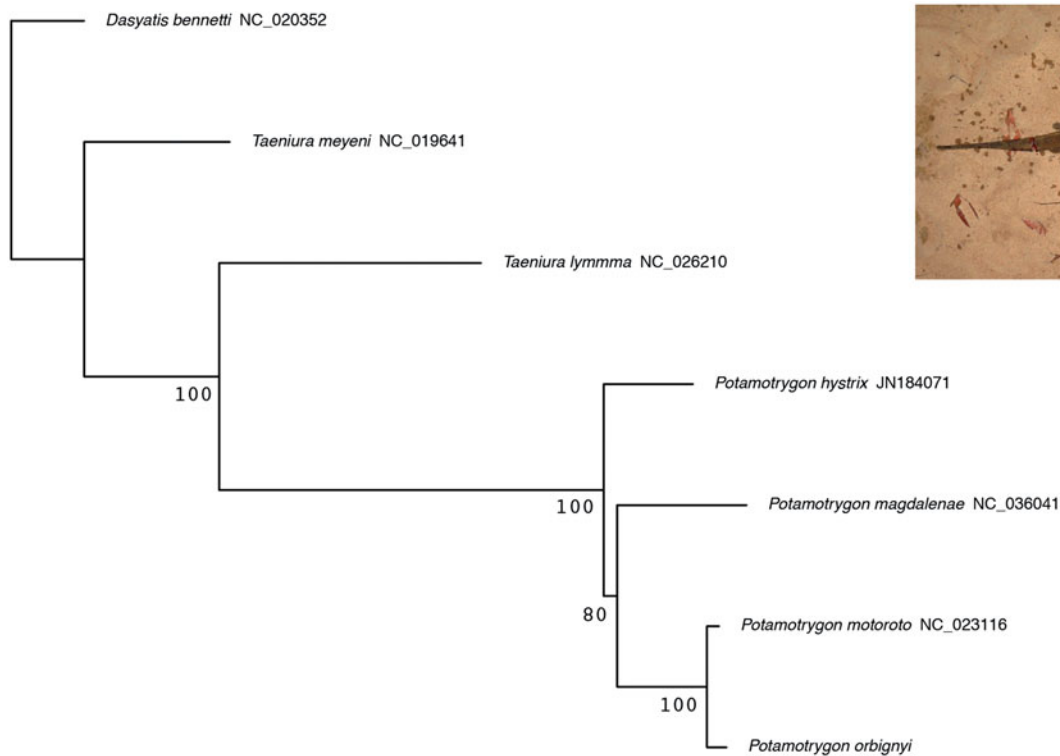 Dasyatis bennetti NC_020352
Taeniura meyeni NC_019641
Taeniura lymmma NC_026210
100
Potamotrygon hystrix JN184071
100
Potamotrygon magdalenae NC_036041
80
Potamotrygon motoroto NC_023116
100
Potamotrygon orbignyi